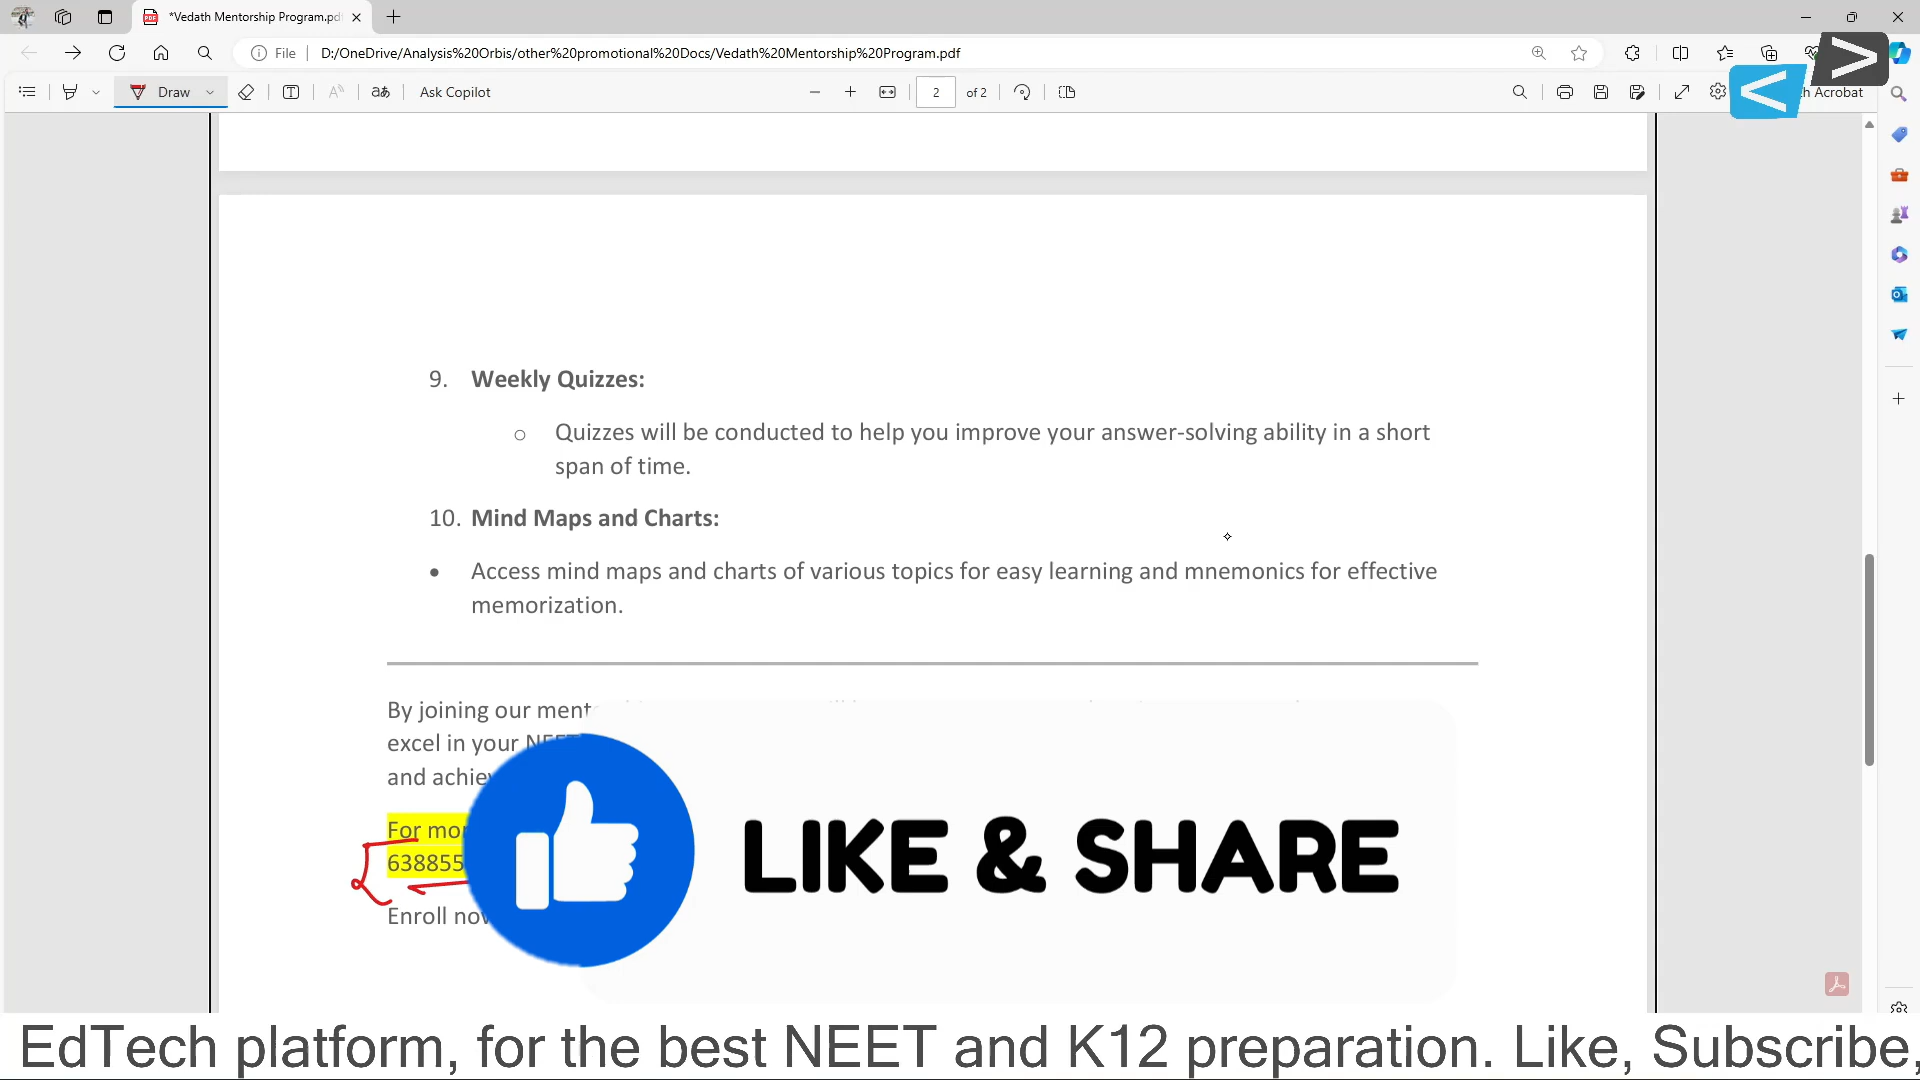 *Vedath Mentorship Program.pd
File
D:/OneDrive/Analysis%20Orbis/other%20promotional%20Docs/Vedath%20Mentorship%20Program.pdf
Draw
Ask Copilot
2
of 2
h Acrobat
9. Weekly Quizzes:
Quizzes will be conducted to help you improve your answer-solving ability in a short
span of time.
10. Mind Maps and Charts:
Access mind maps and charts of various topics for easy learning and mnemonics for effective
memorization.
By joining our
excel in your NEET
and
For
638855
Enroll
LIKE & SHARE
EdTech platform, for the best NEET and K12 preparation. Like, Subscribe,